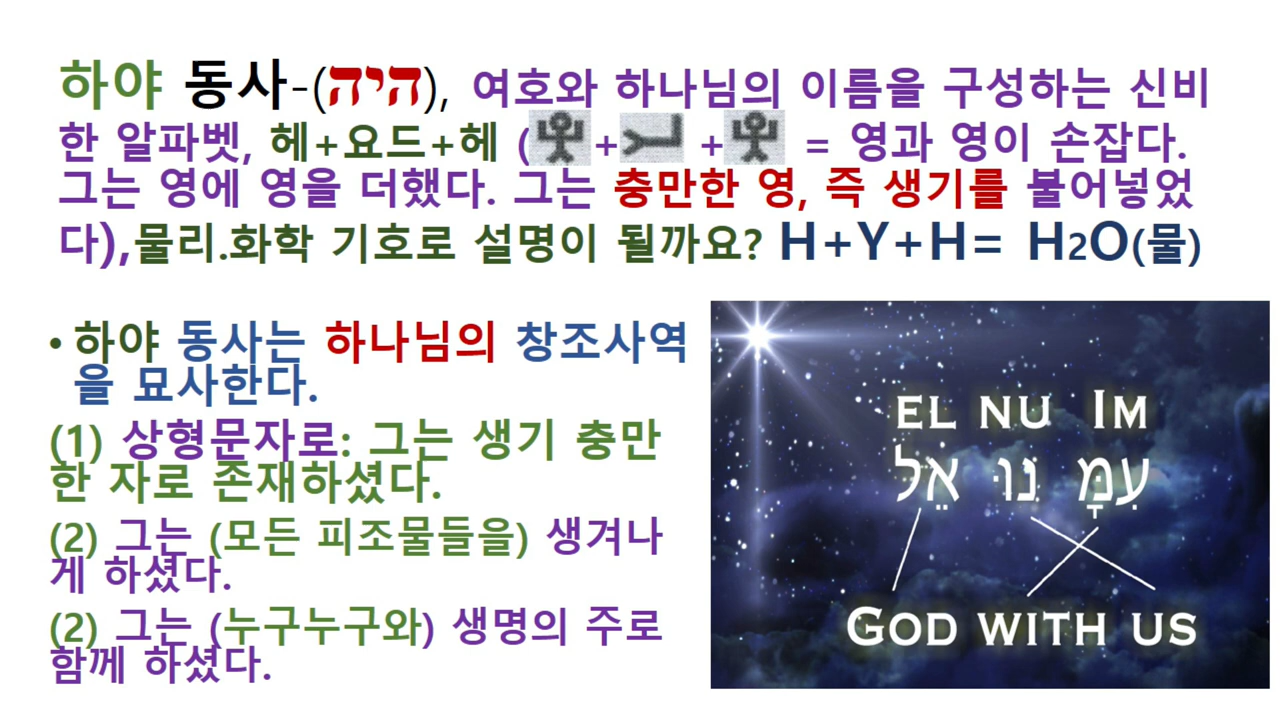 하야 동사-(היה), 여호와 하나님의 이름을 구성하는 신비
한 알파벳, 헤+요드+헤 ( + + = 영과 영이 손잡다.
그는 영에 영을 더했다. 그는 충만한 영, 즉 생기를 불어넣었
다),물리.화학 기호로 설명이 될까요? H+Y+H= H2O(물)
• 하야 동사는 하나님의 창조사역
을 묘사한다.
(1) 상형문자로: 그는 생기 충만
한 자로 존재하셨다.
(2) 그는 (모든 피조물들을) 생겨나
게 하셨다.
(2) 그는 (누구누구와) 생명의 주로
함께 하셨다.
EL NU IM
עִמָּ נוּ אֵל
GOD WITH US